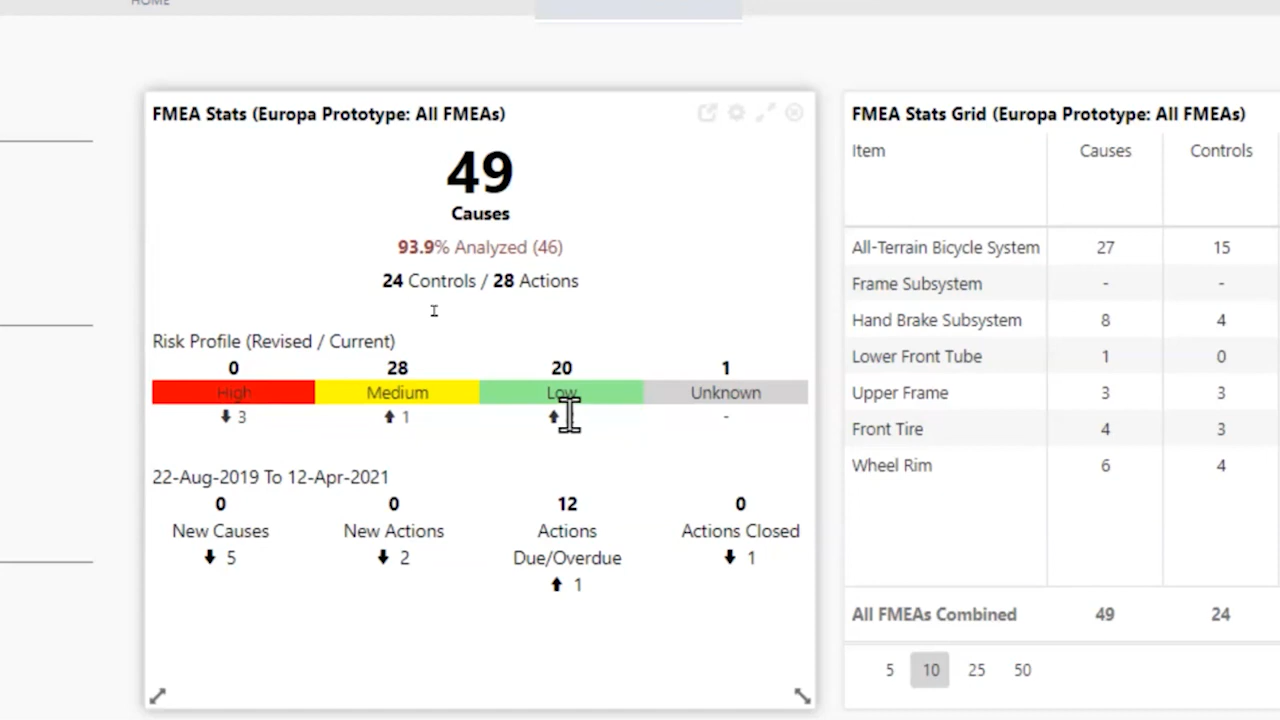 HOME
FMEA Stats (Europa Prototype: All FMEAs)
49
Causes
93.9% Analyzed (46)
24 Controls / 28 Actions
Risk Profile (Revised / Current)
0 28 20 1
High Medium Low Unknown
3 1 -
22-Aug-2019 To 12-Apr-2021
0 0 12 0
New Causes New Actions Actions Due/Overdue Actions Closed
5 2 1 1
FMEA Stats Grid (Europa Prototype: All FMEAs)
Item Causes Controls
All-Terrain Bicycle System 27 15
Frame Subsystem - -
Hand Brake Subsystem 8 4
Lower Front Tube 1 0
Upper Frame 3 3
Front Tire 4 3
Wheel Rim 6 4
All FMEAs Combined 49 24
5 10 25 50